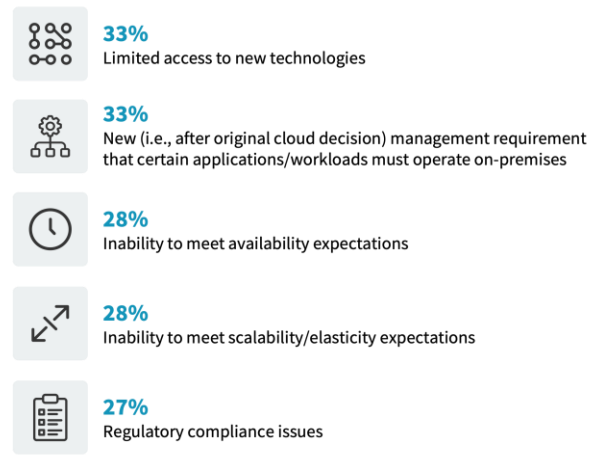 33%
Limited access to new technologies
33%
New (i.e., after original cloud decision) management requirement
that certain applications/workloads must operate on-premises
28%
Inability to meet availability expectations
28%
Inability to meet scalability/elasticity expectations
27%
Regulatory compliance issues